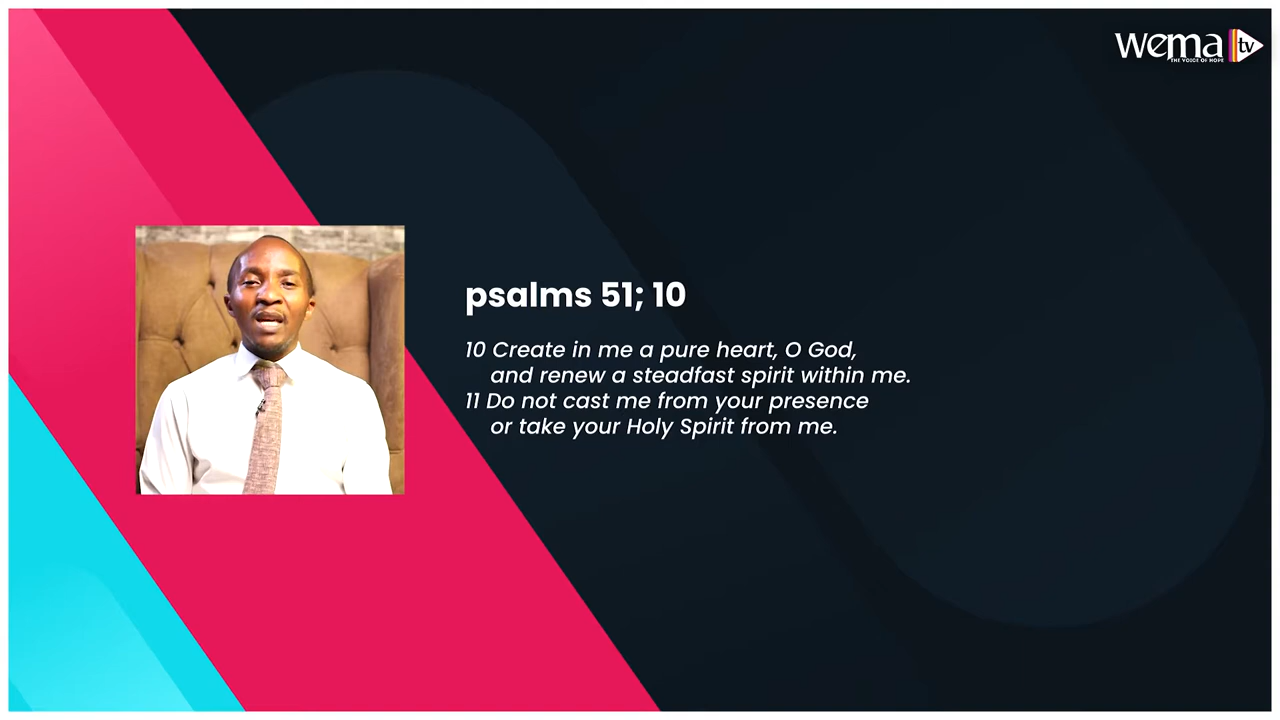 wema tv
THE VOICE OF HOPE
psalms 51; 10
10 Create in me a pure heart, O God,
and renew a steadfast spirit within me.
11 Do not cast me from your presence
or take your Holy Spirit from me.